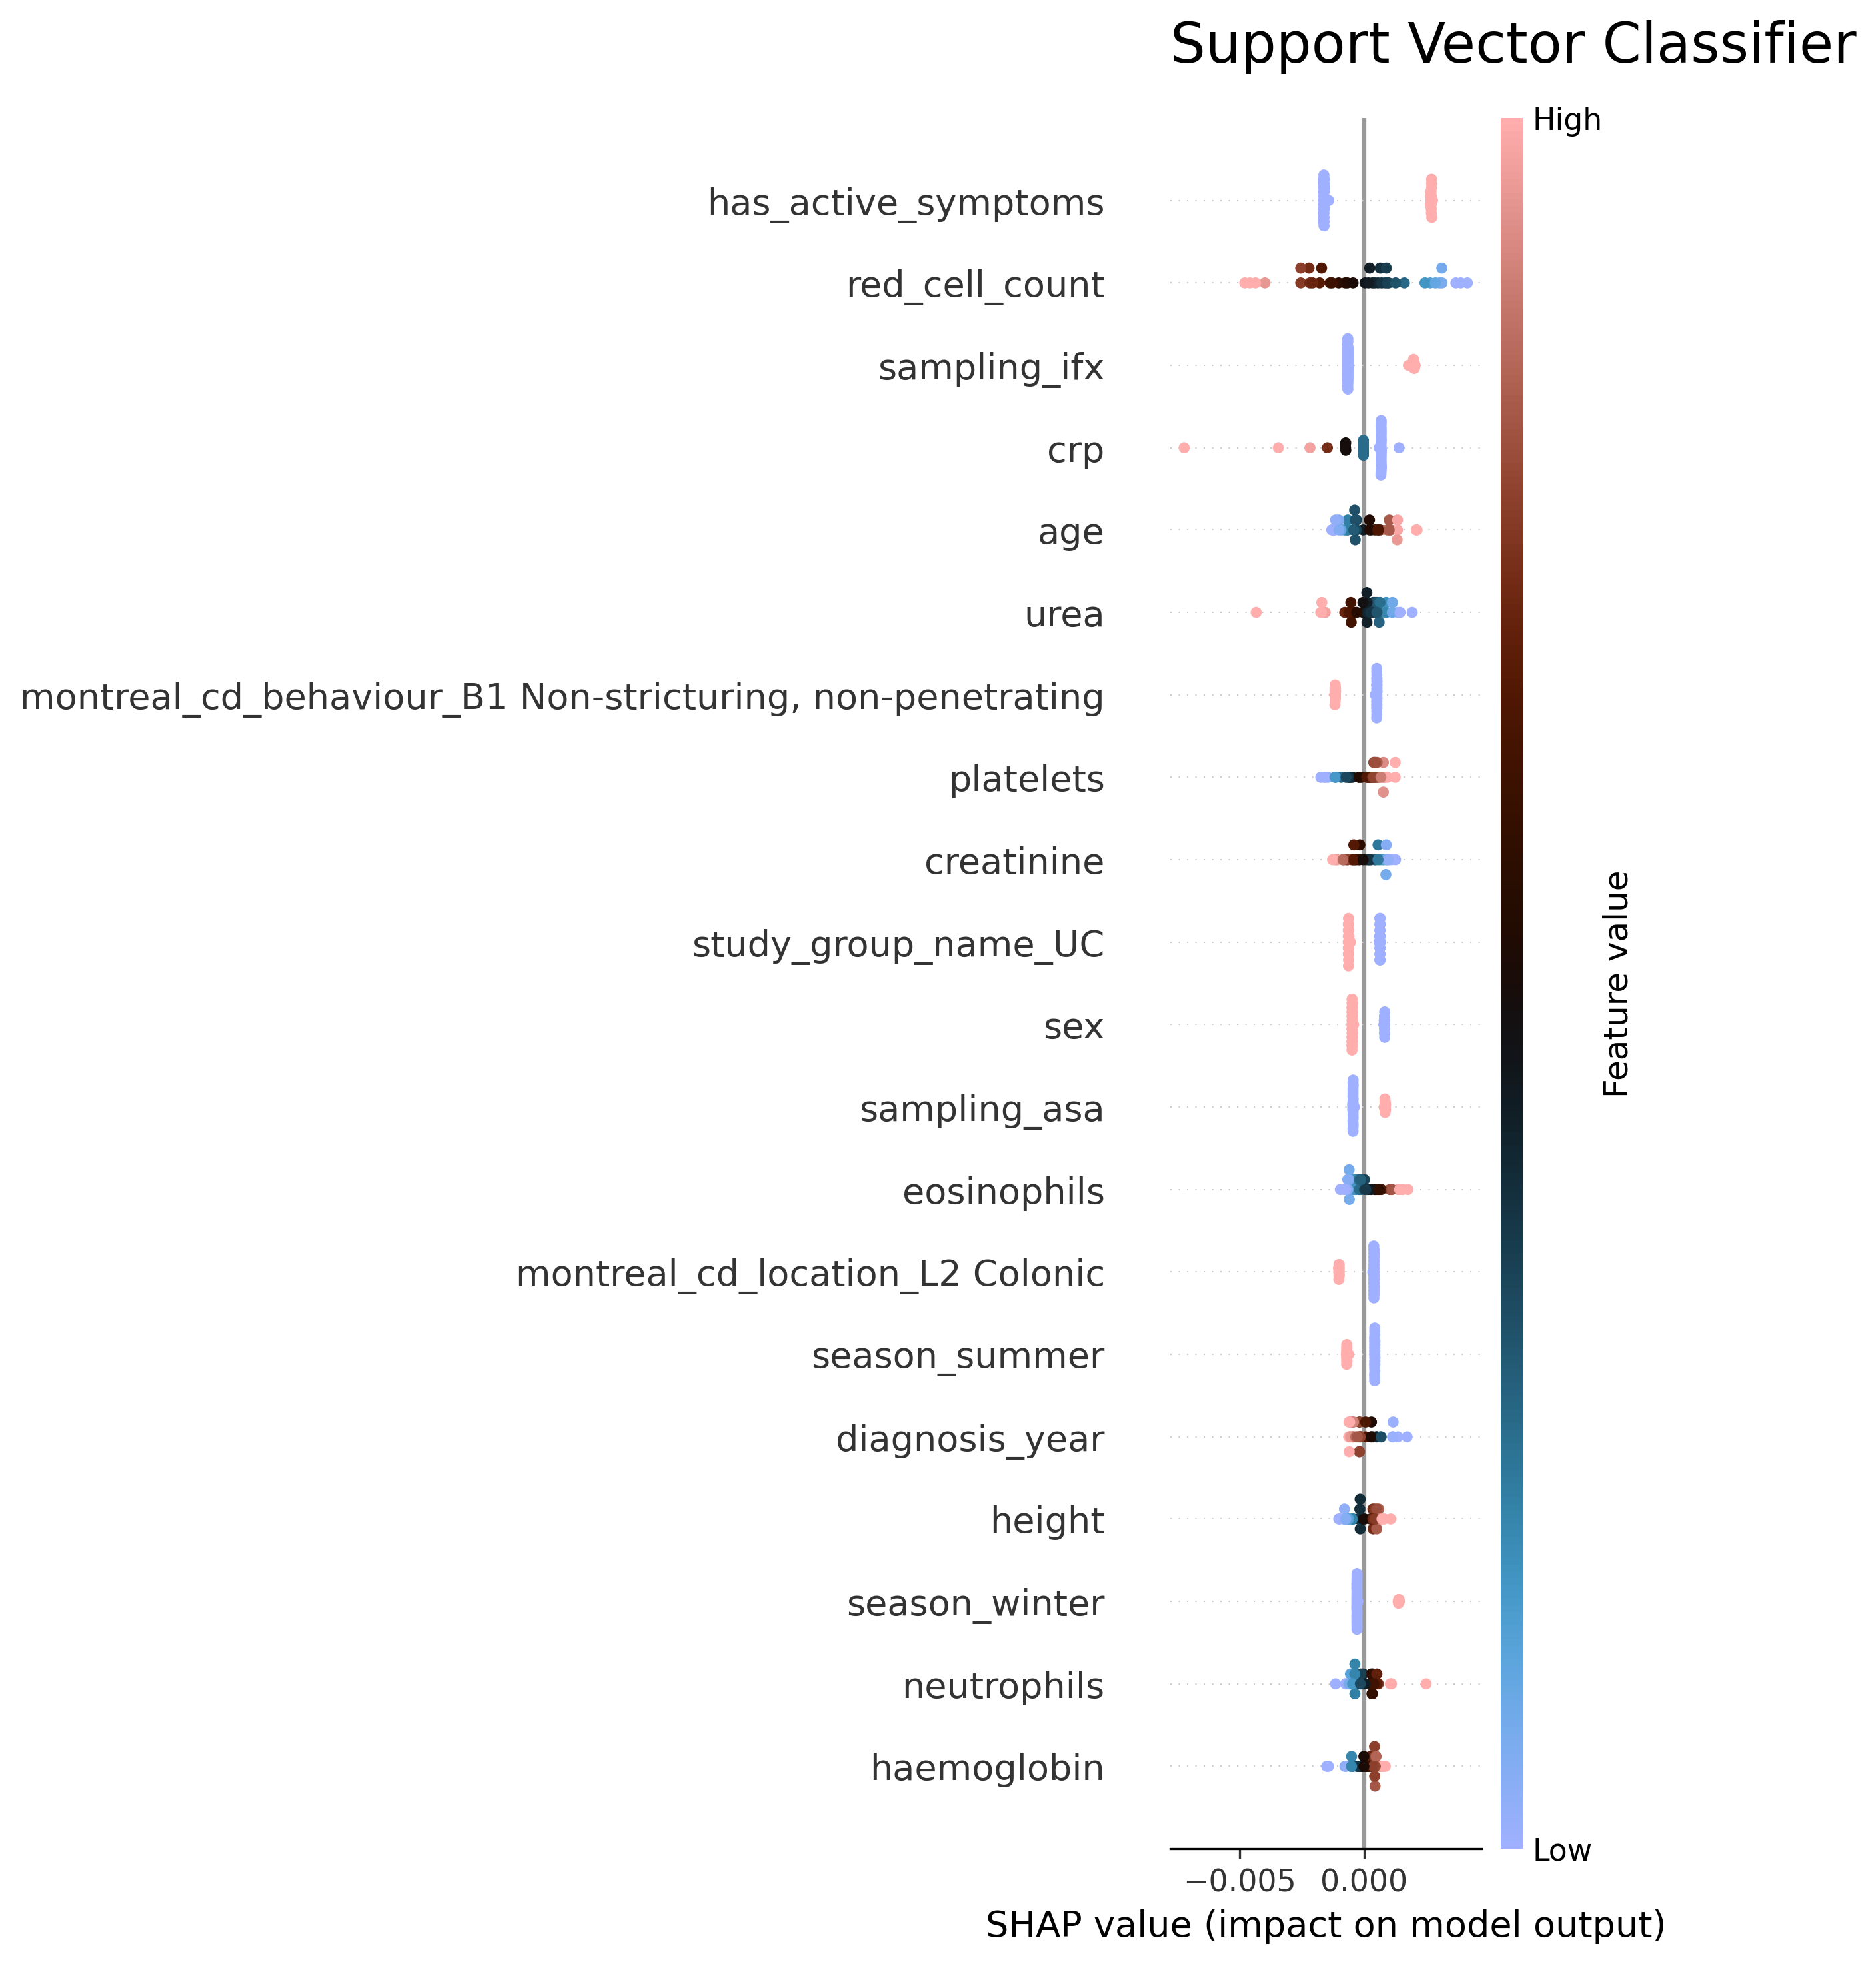 Support Vector Classifier
High
has_active_symptoms
red_cell_count
sampling_ifx
crp
age
urea
montreal_cd_behaviour_B1 Non-stricturing, non-penetrating
platelets
creatinine
study_group_name_UC
sex
sampling_asa
eosinophils
montreal_cd_location_L2 Colonic
season_summer
diagnosis_year
height
season_winter
neutrophils
haemoglobin
Feature value
Low
−0.005 0.000
SHAP value (impact on model output)